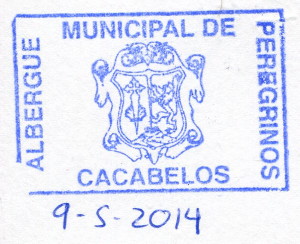 ALBERGUE
MUNICIPAL DE
PEREGRINOS
CACABELOS
9-5-2014